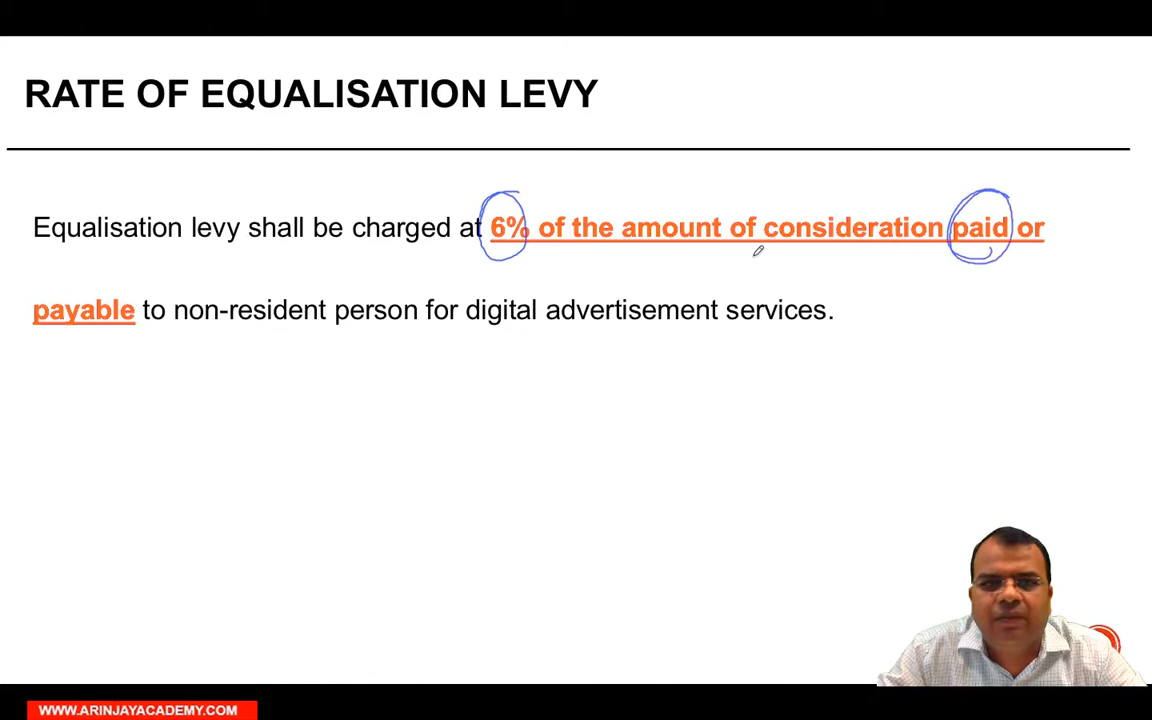 RATE OF EQUALISATION LEVY
Equalisation levy shall be charged at 6% of the amount of consideration paid or
payable to non-resident person for digital advertisement services.
WWW.ARINJAYACADEMY.COM